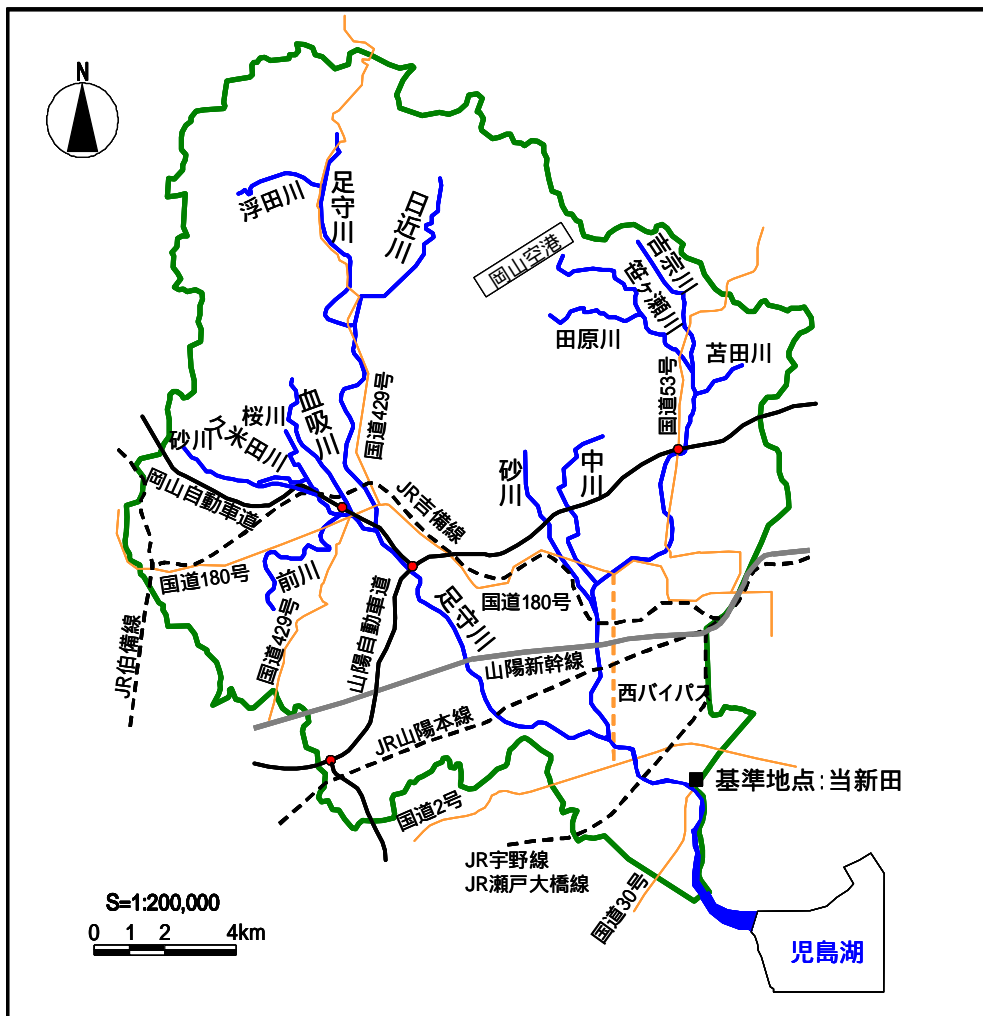 N
浮田川
足守川
日近川
岡山空港
吉宗川
笹ヶ瀬川
田原川
苫田川
国道53号
国道429号
血吸川
桜川
久米田川
砂川
岡山自動車道
JR吉備線
砂川
中川
国道180号
前川
国道429号
JR伯備線
山陽自動車道
足守川
国道180号
山陽新幹線
西バイパス
JR山陽本線
国道2号
基準地点:当新田
JR宇野線
JR瀬戸大橋線
国道30号
児島湖
S=1:200,000
0 1 2 4km